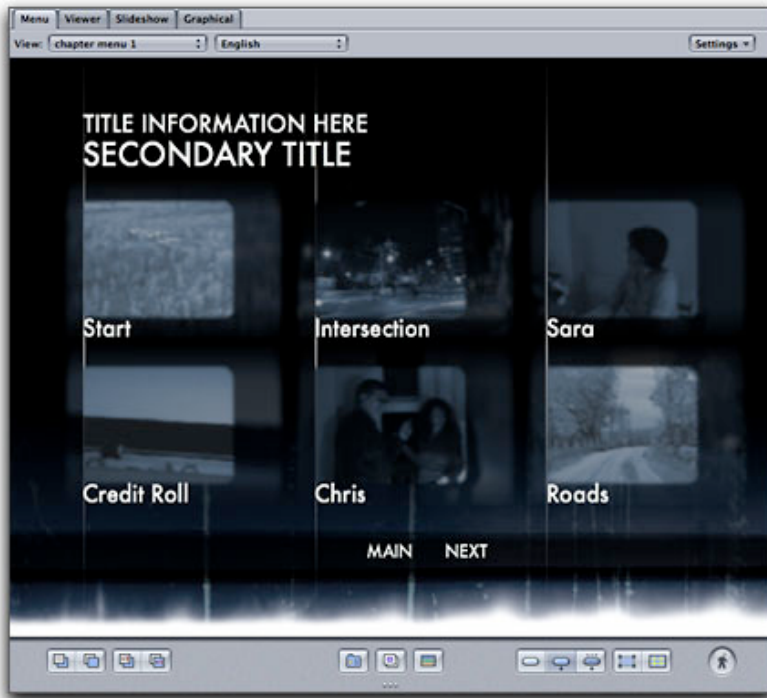 Menu Viewer Slideshow Graphical
View: chapter menu 1 English Settings
TITLE INFORMATION HERE
SECONDARY TITLE
Start Intersection Sara
Credit Roll Chris Roads
MAIN NEXT